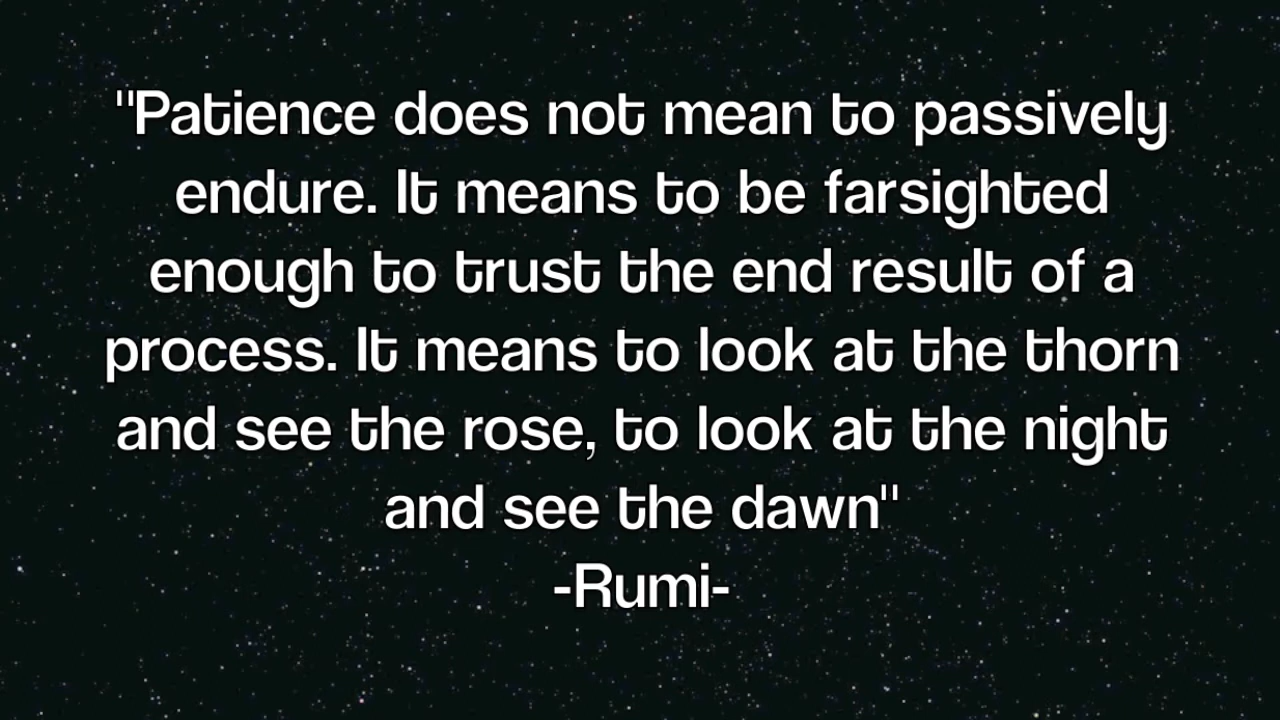 "Patience does not mean to passively
endure. It means to be farsighted
enough to trust the end result of a
process. It means to look at the thorn
and see the rose, to look at the night
and see the dawn"
-Rumi-